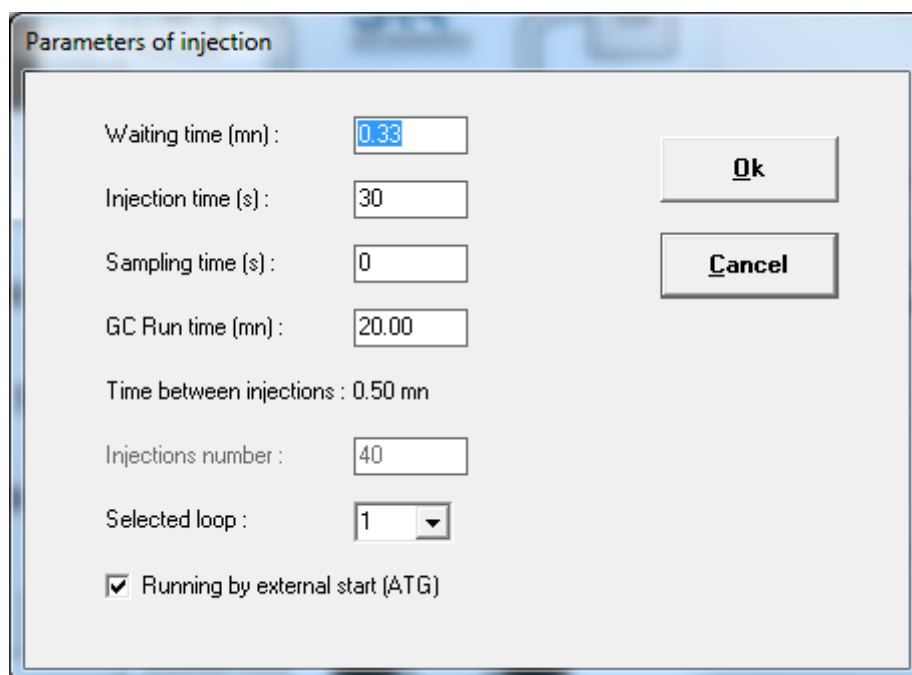 Parameters of injection
Waiting time (mn) : 0.33
Ok
Injection time (s) : 30
Sampling time (s) : 0
Cancel
GC Run time (mn) : 20.00
Time between injections : 0.50 mn
Injections number : 40
Selected loop : 1
Running by external start (ATG)